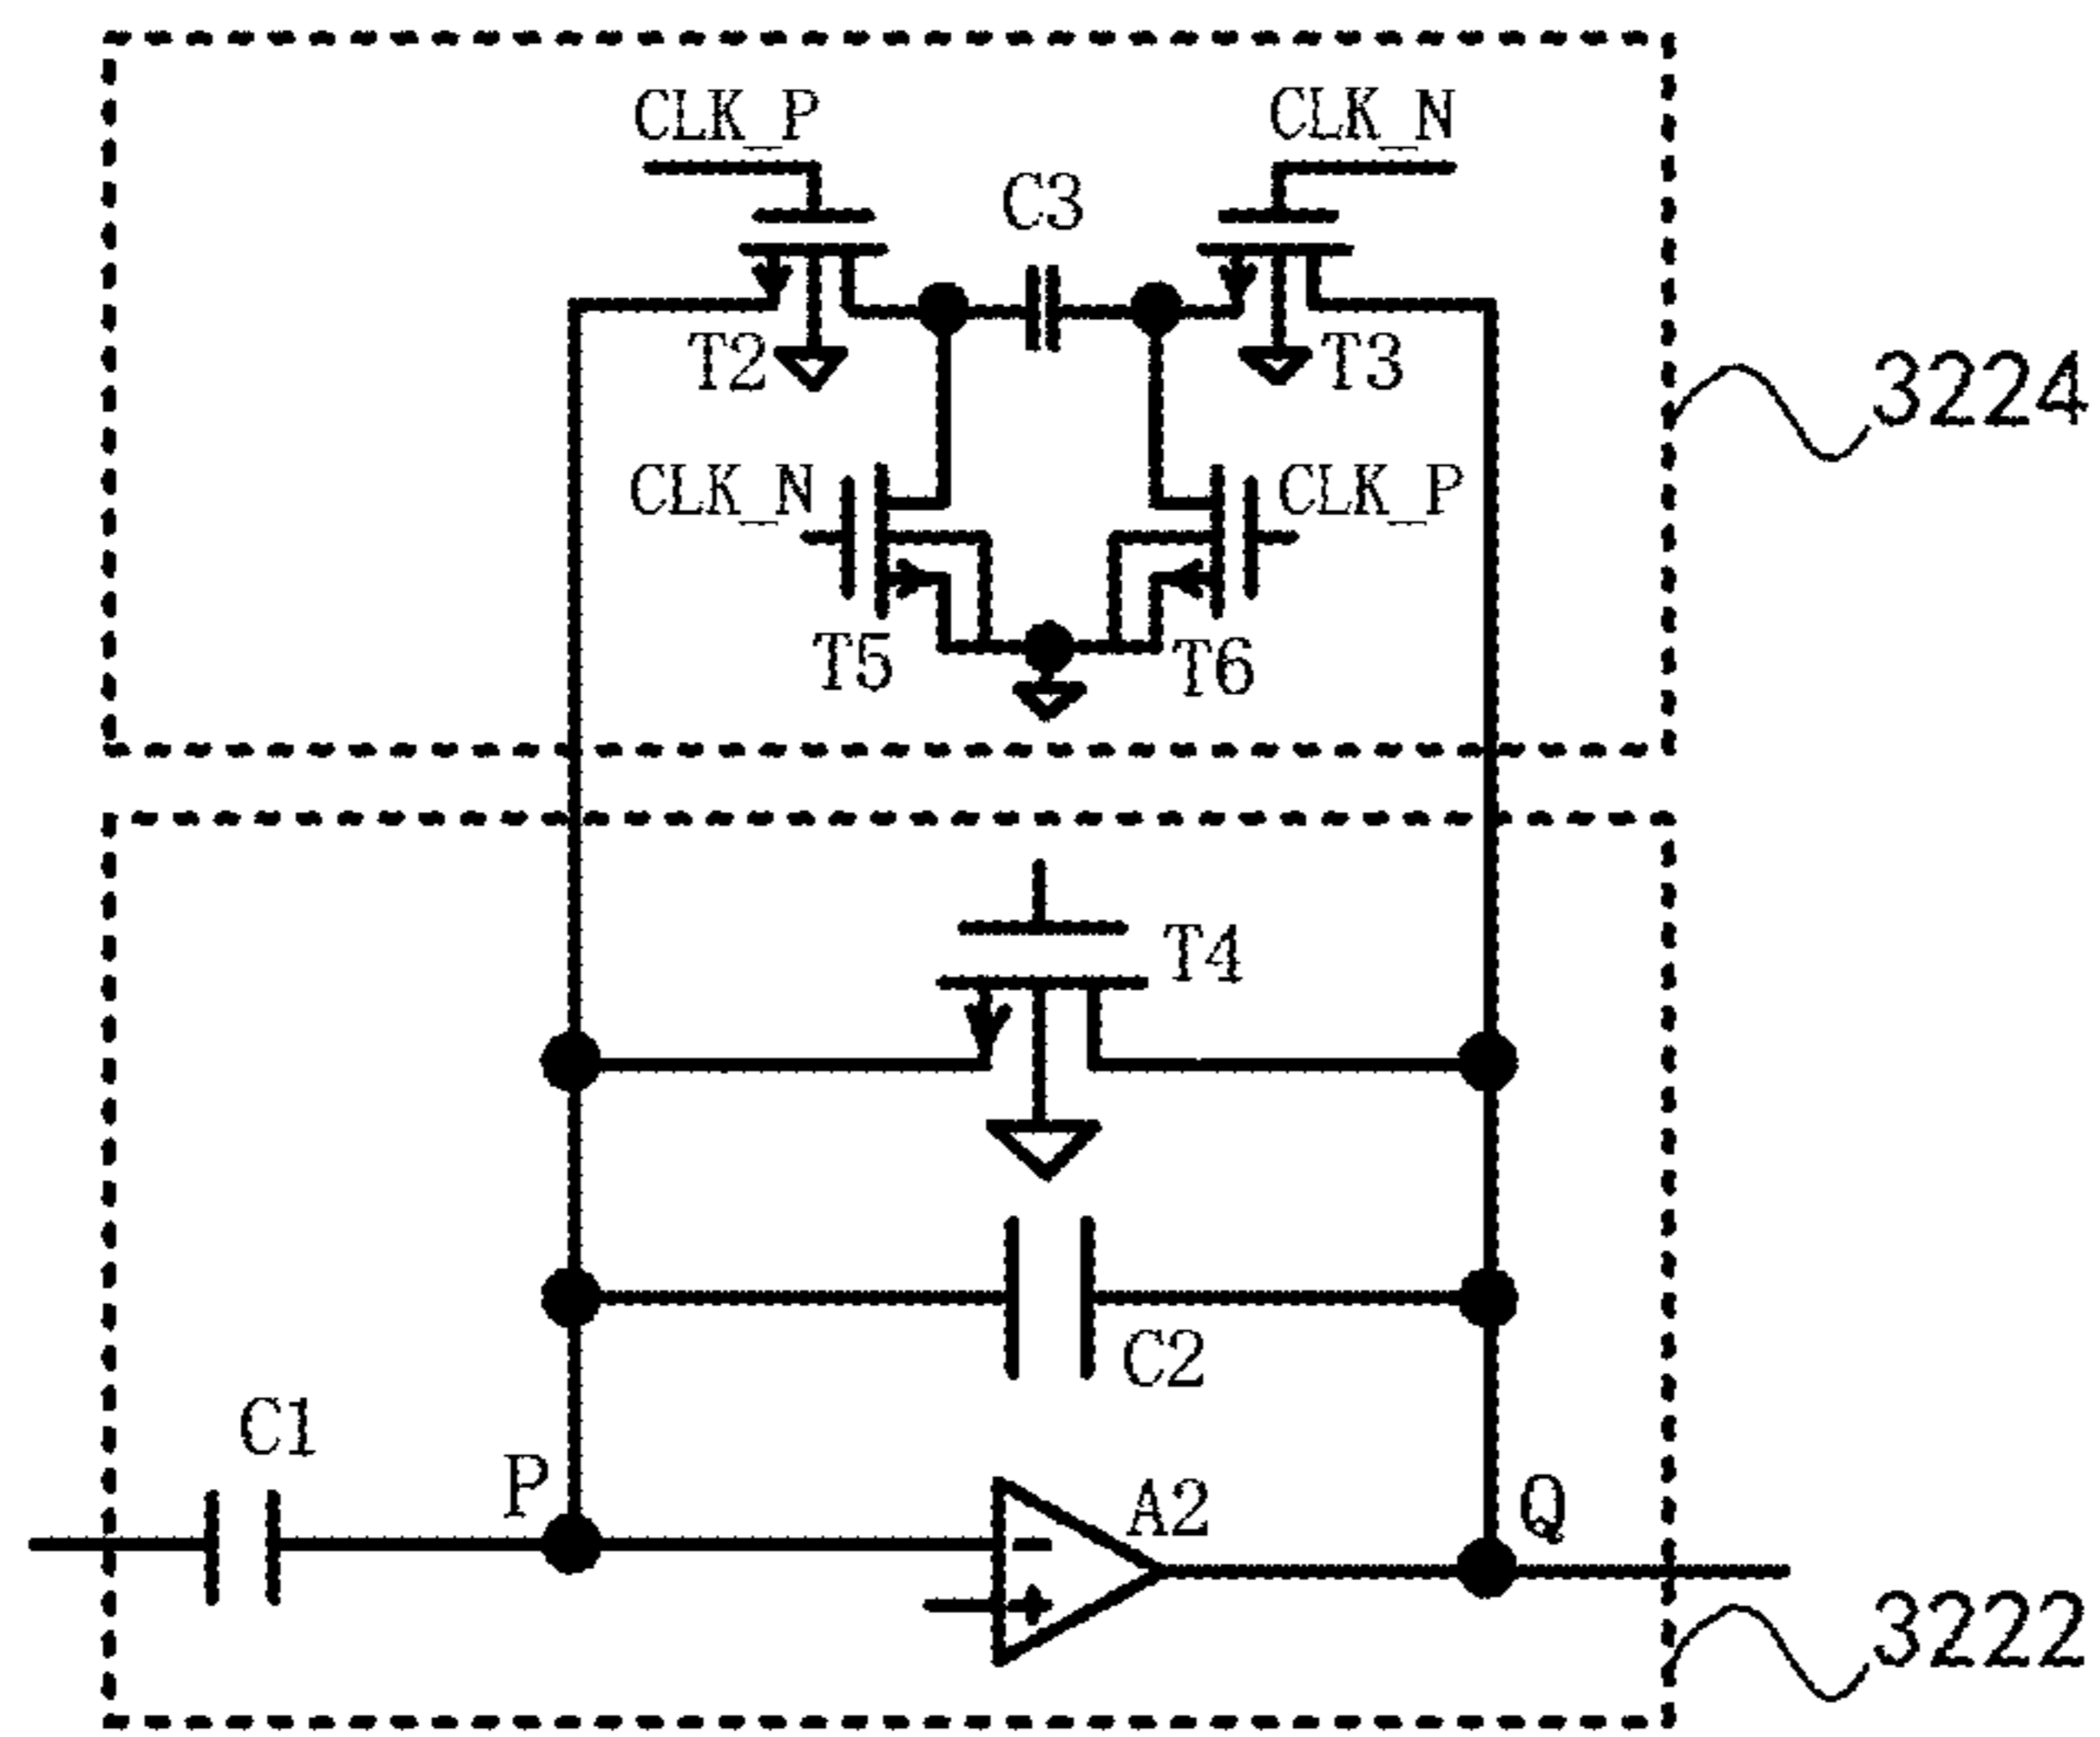 CLK_P
CLK_N
C3
T2
T3
3224
CLK_N
CLK_P
T5
T6
T4
C2
C1
P
A2
Q
-
+
3222